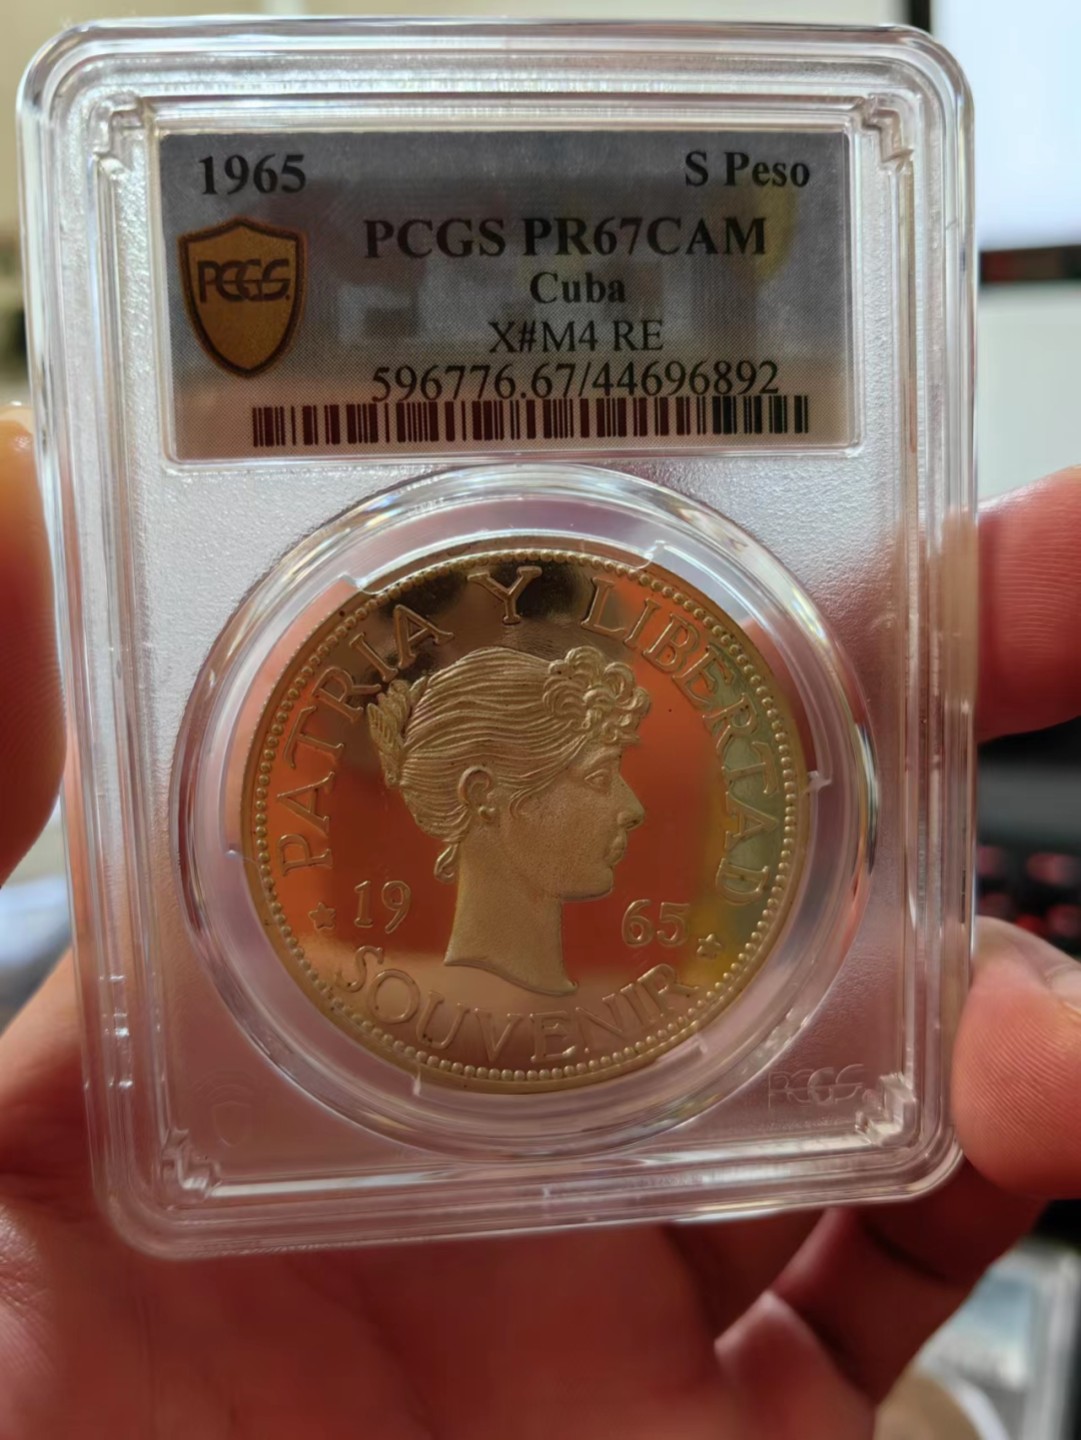 1965 S Peso
PCGS PR67CAM
PCGS
Cuba
X#M4 RE
596776.67/44696892
PATRIA Y LIBERTAD
19 65
SOUVENIR
PCGS